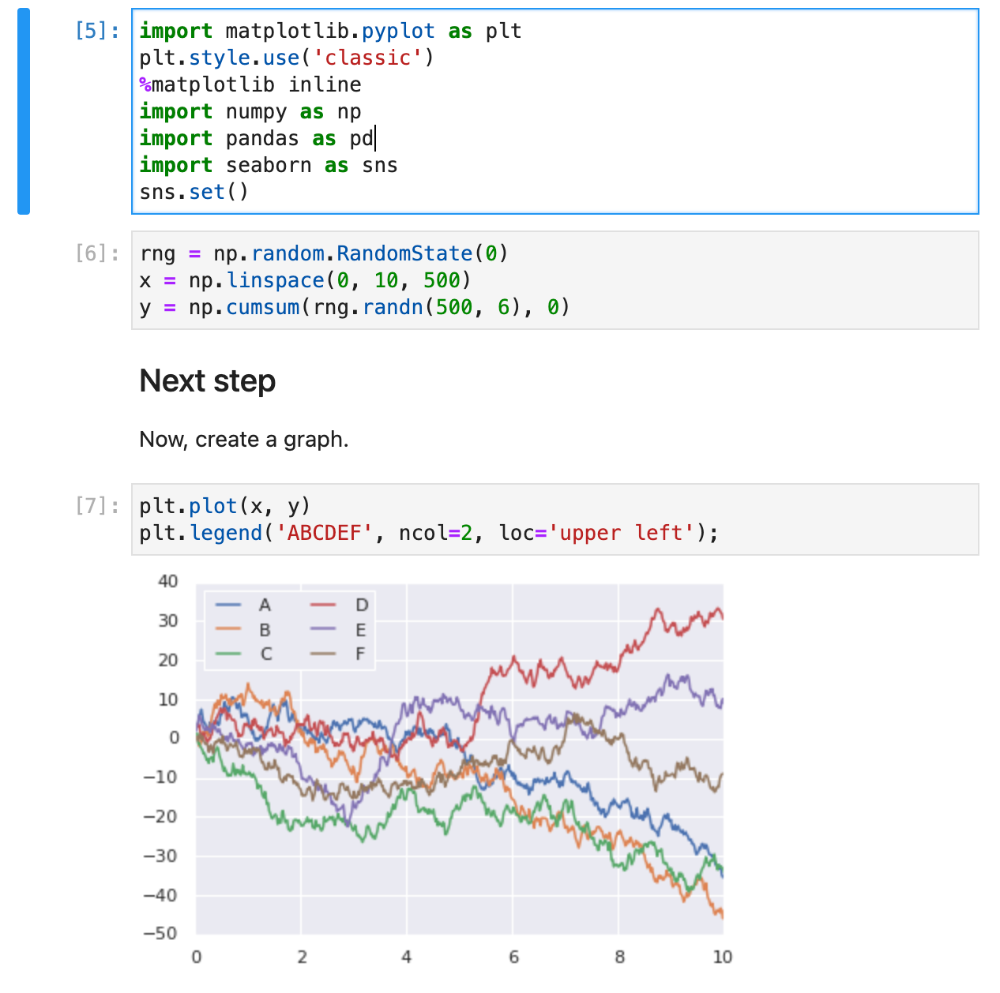 [5]:
import matplotlib.pyplot as plt
plt.style.use('classic')
%matplotlib inline
import numpy as np
import pandas as pd
import seaborn as sns
sns.set()
[6]:
rng = np.random.RandomState(0)
x = np.linspace(0, 10, 500)
y = np.cumsum(rng.randn(500, 6), 0)
Next step
Now, create a graph.
[7]:
plt.plot(x, y)
plt.legend('ABCDEF', ncol=2, loc='upper left');
40
30
20
10
0
−10
−20
−30
−40
−50
A D
B E
C F
0 2 4 6 8 10